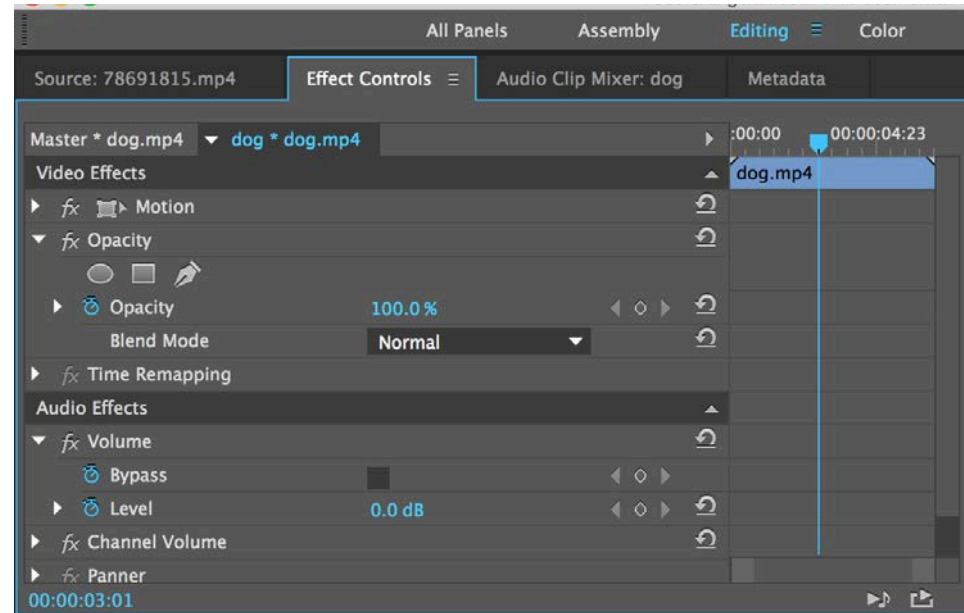 All Panels Assembly Editing Color
Source: 78691815.mp4 Effect Controls Audio Clip Mixer: dog Metadata
Master * dog.mp4 dog * dog.mp4 :00:00 00:00:04:23
Video Effects dog.mp4
fx Motion
fx Opacity
Opacity 100.0 %
Blend Mode Normal
fx Time Remapping
Audio Effects
fx Volume
Bypass
Level 0.0 dB
fx Channel Volume
fx Panner
00:00:03:01